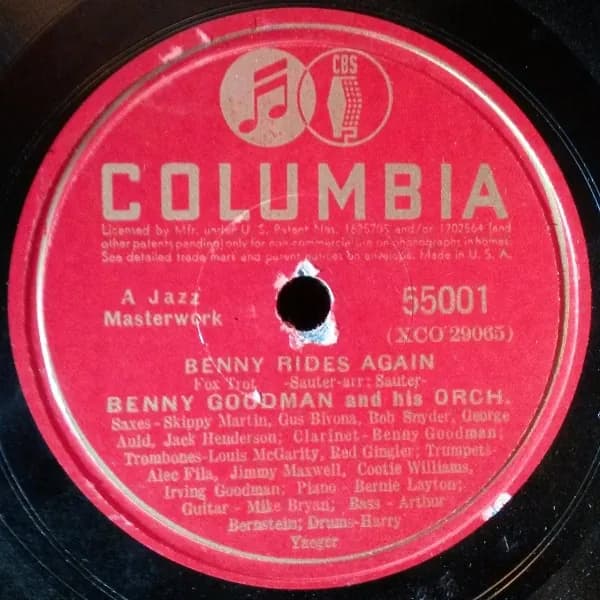 CBS
COLUMBIA
Licensed by Mfr. under U. S. Patent Nos. 1625705 and/or 1702564 (and
other patents pending) only for non-commercial use on phonographs in homes.
See detailed trade mark and patent notices on envelope. Made in U. S. A.
A Jazz
Masterwork
55001
(XCO 29065)
BENNY RIDES AGAIN
Fox Trot -Sauter-arr: Sauter-
BENNY GOODMAN and his ORCH.
Saxes-Skippy Martin, Gus Bivona, Bob Snyder, George
Auld, Jack Henderson; Clarinet-Benny Goodman;
Trombones-Louis McGarity, Red Gingler; Trumpets-
Alec Fila, Jimmy Maxwell, Cootie Williams,
Irving Goodman; Piano - Bernie Layton;
Guitar - Mike Bryan; Bass - Arthur
Bernstein; Drums-Harry
Yaeger